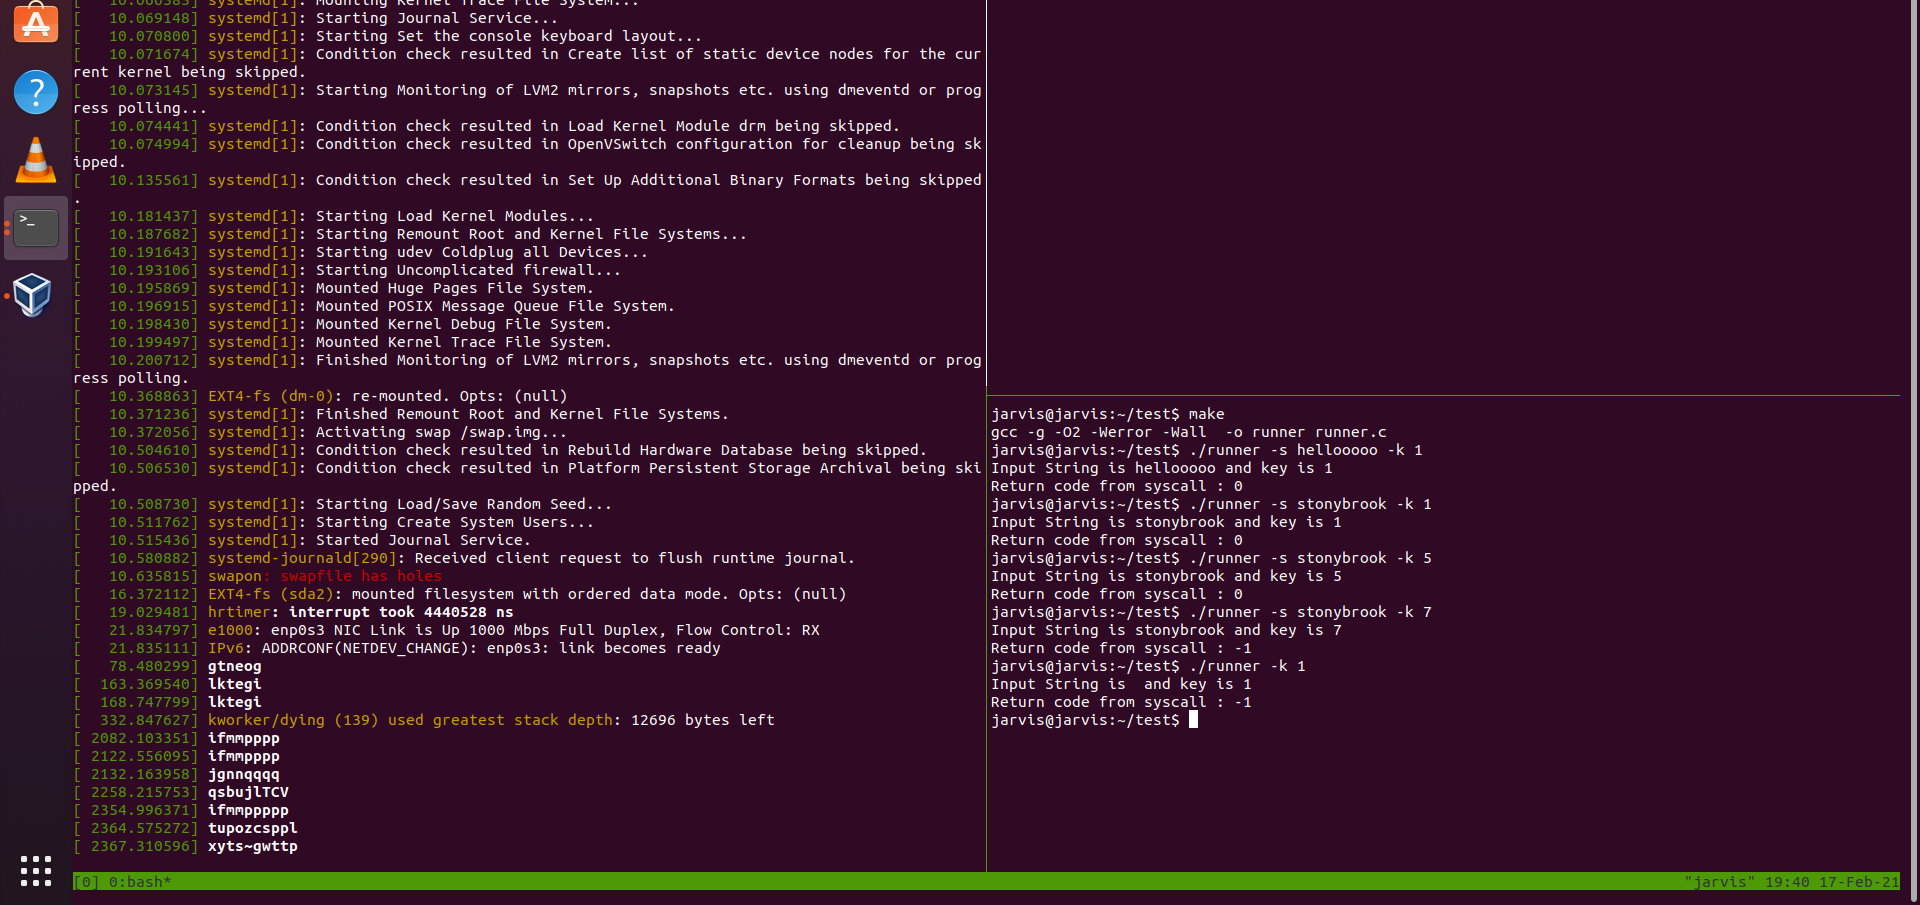 [   10.066383] systemd[1]: Mounting Kernel Trace File System...
[   10.069148] systemd[1]: Starting Journal Service...
[   10.070800] systemd[1]: Starting Set the console keyboard layout...
[   10.071674] systemd[1]: Condition check resulted in Create list of static device nodes for the cur
rent kernel being skipped.
[   10.073145] systemd[1]: Starting Monitoring of LVM2 mirrors, snapshots etc. using dmeventd or prog
ress polling...
[   10.074441] systemd[1]: Condition check resulted in Load Kernel Module drm being skipped.
[   10.074994] systemd[1]: Condition check resulted in OpenVSwitch configuration for cleanup being sk
ipped.
[   10.135561] systemd[1]: Condition check resulted in Set Up Additional Binary Formats being skipped
.
[   10.181437] systemd[1]: Starting Load Kernel Modules...
[   10.187682] systemd[1]: Starting Remount Root and Kernel File Systems...
[   10.191643] systemd[1]: Starting udev Coldplug all Devices...
[   10.193106] systemd[1]: Starting Uncomplicated firewall...
[   10.195869] systemd[1]: Mounted Huge Pages File System.
[   10.196915] systemd[1]: Mounted POSIX Message Queue File System.
[   10.198430] systemd[1]: Mounted Kernel Debug File System.
[   10.199497] systemd[1]: Mounted Kernel Trace File System.
[   10.200712] systemd[1]: Finished Monitoring of LVM2 mirrors, snapshots etc. using dmeventd or prog
ress polling.
[   10.368863] EXT4-fs (dm-0): re-mounted. Opts: (null)
[   10.371236] systemd[1]: Finished Remount Root and Kernel File Systems.
[   10.372056] systemd[1]: Activating swap /swap.img...
[   10.504610] systemd[1]: Condition check resulted in Rebuild Hardware Database being skipped.
[   10.506530] systemd[1]: Condition check resulted in Platform Persistent Storage Archival being ski
pped.
[   10.508730] systemd[1]: Starting Load/Save Random Seed...
[   10.511762] systemd[1]: Starting Create System Users...
[   10.515436] systemd[1]: Started Journal Service.
[   10.580882] systemd-journald[290]: Received client request to flush runtime journal.
[   10.635815] swapon: swapfile has holes
[   16.372112] EXT4-fs (sda2): mounted filesystem with ordered data mode. Opts: (null)
[   19.029481] hrtimer: interrupt took 4440528 ns
[   21.834797] e1000: enp0s3 NIC Link is Up 1000 Mbps Full Duplex, Flow Control: RX
[   21.835111] IPv6: ADDRCONF(NETDEV_CHANGE): enp0s3: link becomes ready
[   78.480299] gtneog
[  163.369540] lktegi
[  168.747799] lktegi
[  332.847627] kworker/dying (139) used greatest stack depth: 12696 bytes left
[ 2082.103351] ifmmpppp
[ 2122.556095] ifmmpppp
[ 2132.163958] jgnnqqqq
[ 2258.215753] qsbujlTCV
[ 2354.996371] ifmmppppp
[ 2364.575272] tupozcsppl
[ 2367.310596] xyts~gwttp
jarvis@jarvis:~/test$ make
gcc -g -O2 -Werror -Wall  -o runner runner.c
jarvis@jarvis:~/test$ ./runner -s hellooooo -k 1
Input String is hellooooo and key is 1
Return code from syscall : 0
jarvis@jarvis:~/test$ ./runner -s stonybrook -k 1
Input String is stonybrook and key is 1
Return code from syscall : 0
jarvis@jarvis:~/test$ ./runner -s stonybrook -k 5
Input String is stonybrook and key is 5
Return code from syscall : 0
jarvis@jarvis:~/test$ ./runner -s stonybrook -k 7
Input String is stonybrook and key is 7
Return code from syscall : -1
jarvis@jarvis:~/test$ ./runner -k 1
Input String is  and key is 1
Return code from syscall : -1
jarvis@jarvis:~/test$
[0] 0:bash*
"jarvis" 19:40 17-Feb-21